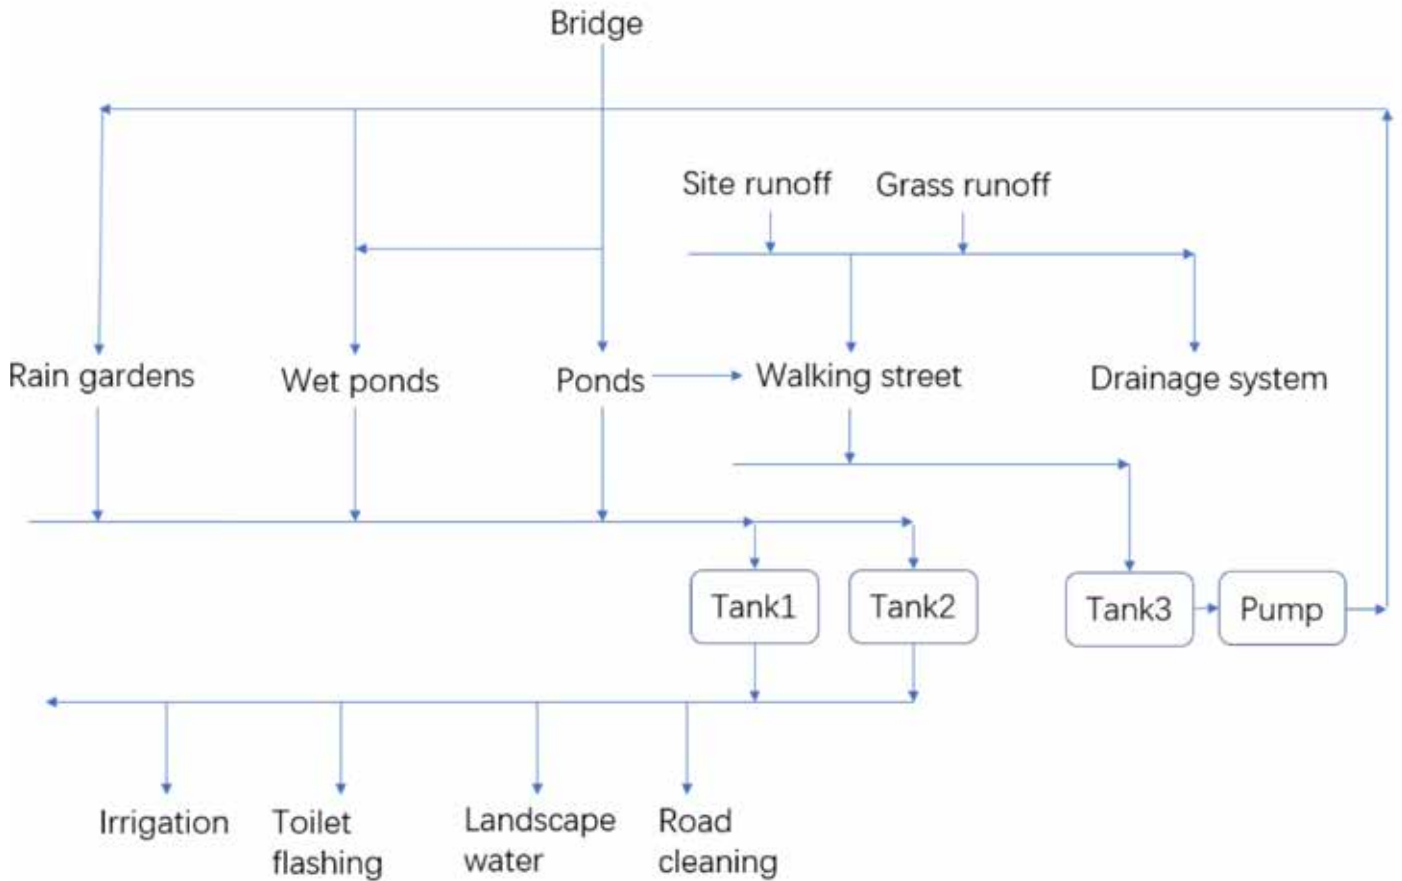 Bridge
Site runoff
Grass runoff
Rain gardens
Wet ponds
Ponds
Walking street
Drainage system
Tank1
Tank2
Tank3
Pump
Irrigation
Toilet
flashing
Landscape
water
Road
cleaning